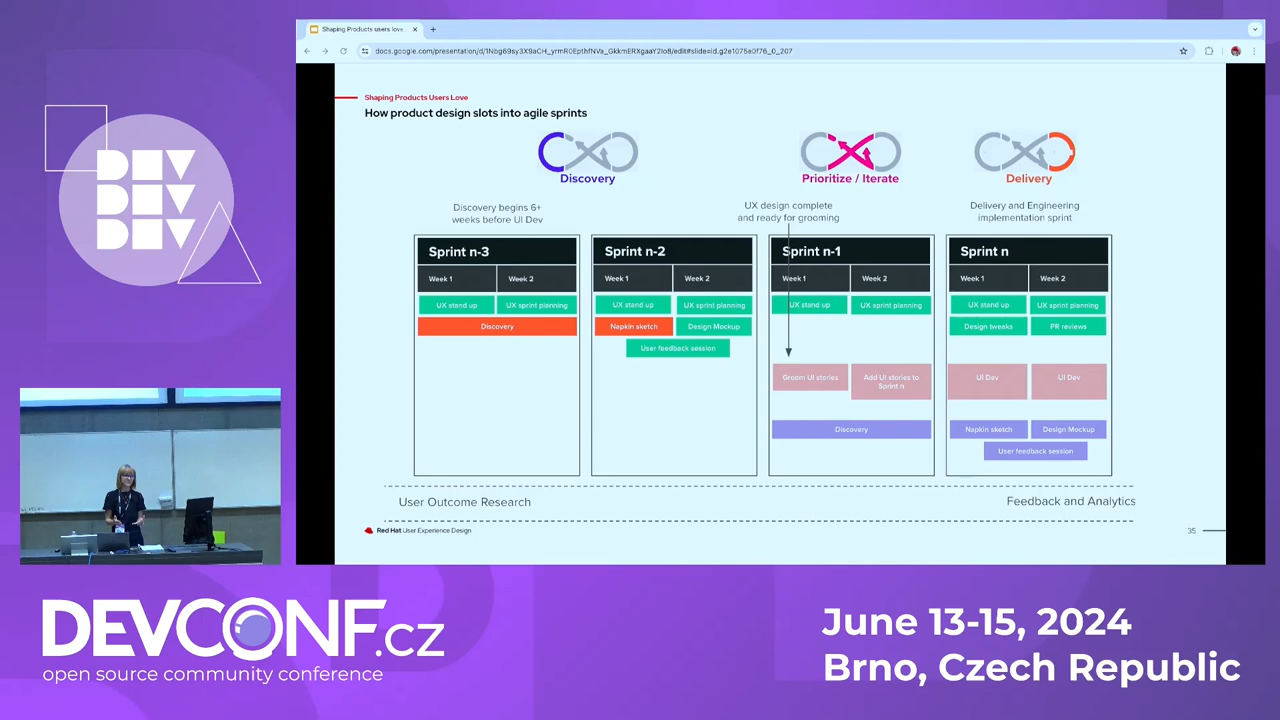 Shaping Products users love
docs.google.com/presentation/d/1Nbg69sy3X9aCH_yrmR0EpthfNVa_GkkmERXgaaY2Io8/edit#slide=id.g2e1075e0f76_0_207
Shaping Products Users Love
How product design slots into agile sprints
Discovery
Prioritize / Iterate
Delivery
Discovery begins 6+
weeks before UI Dev
UX design complete
and ready for grooming
Delivery and Engineering
implementation sprint
Sprint n-3
Week 1
Week 2
UX stand up
UX sprint planning
Discovery
Sprint n-2
Week 1
Week 2
UX stand up
UX sprint planning
Napkin sketch
Design Mockup
User feedback session
Sprint n-1
Week 1
Week 2
UX stand up
UX sprint planning
Groom UI stories
Add UI stories to
Sprint n
Discovery
Sprint n
Week 1
Week 2
UX stand up
UX sprint planning
Design tweaks
PR reviews
UI Dev
UI Dev
Napkin sketch
Design Mockup
User feedback session
User Outcome Research
Feedback and Analytics
Red Hat User Experience Design
35
DEV
DEV
DEV
DEVCONF.cz
open source community conference
June 13-15, 2024
Brno, Czech Republic